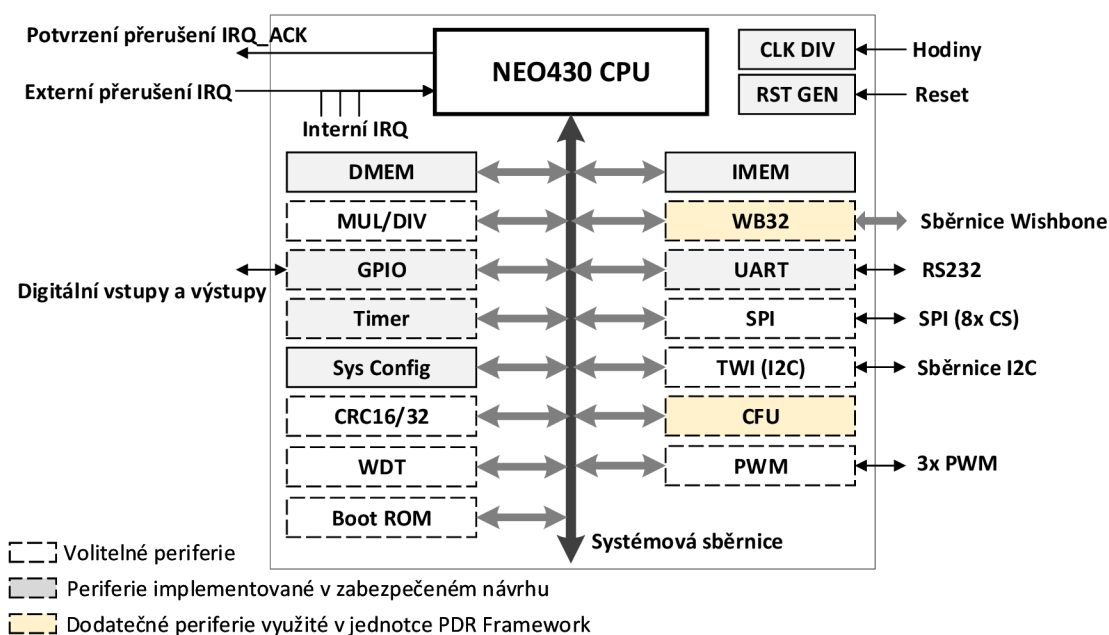 Potvrzení přerušení IRQ_ACK
NEO430 CPU
CLK DIV
Hodiny
Externí přerušení IRQ
RST GEN
Reset
Interní IRQ
DMEM
IMEM
MUL/DIV
WB32
Sběrnice Wishbone
GPIO
UART
RS232
Digitální vstupy a výstupy
Timer
SPI
SPI (8x CS)
Sys Config
TWI (I2C)
Sběrnice I2C
CRC16/32
CFU
WDT
PWM
3x PWM
Boot ROM
Systémová sběrnice
Volitelné periferie
Periferie implementované v zabezpečeném návrhu
Dodatečné periferie využité v jednotce PDR Framework